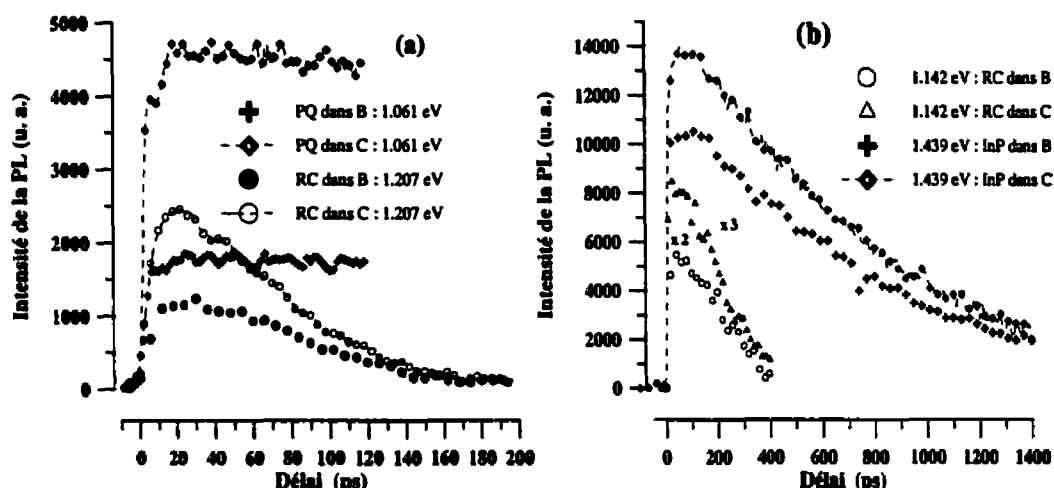 Intensité de la PL (u. a.)
5000
4000
3000
2000
1000
0
(a)
PQ dans B : 1.061 eV
PQ dans C : 1.061 eV
RC dans B : 1.207 eV
RC dans C : 1.207 eV
0 20 40 60 80 100 120 140 160 180 200
Délai (ps)
Intensité de la PL (u. a.)
14000
12000
10000
8000
6000
4000
2000
0
(b)
1.142 eV : RC dans B
1.142 eV : RC dans C
1.439 eV : InP dans B
1.439 eV : InP dans C
x2
x3
0 200 400 600 800 1000 1200 1400
Délai (ps)